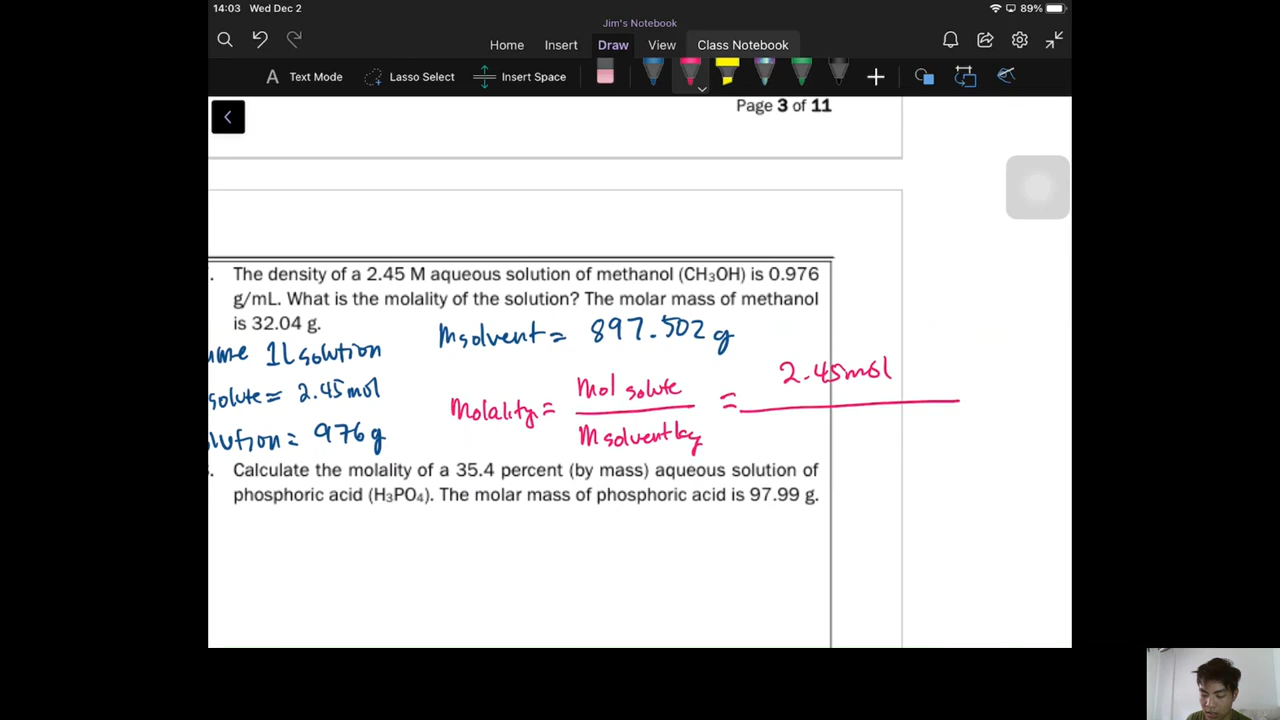 14:03 Wed Dec 2
89%
Jim's Notebook
Home Insert Draw View Class Notebook
Text Mode Lasso Select Insert Space
Page 3 of 11
The density of a 2.45 M aqueous solution of methanol (CH₃OH) is 0.976
g/mL. What is the molality of the solution? The molar mass of methanol
is 32.04 g.
Msolvent = 897.502 g
ume 1L solution
solute = 2.45 mol
lution = 976 g
Molality = Mol solute = 2.45 mol
Msolvent kg
Calculate the molality of a 35.4 percent (by mass) aqueous solution of
phosphoric acid (H₃PO₄). The molar mass of phosphoric acid is 97.99 g.